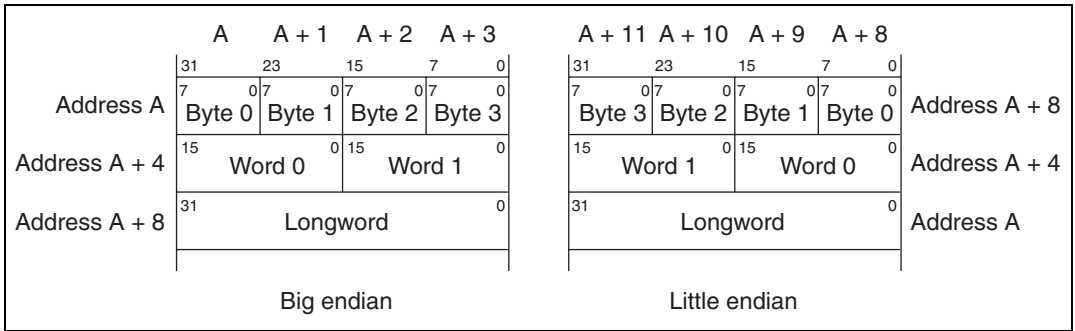 A A + 1 A + 2 A + 3 A + 11 A + 10 A + 9 A + 8
31 23 15 7 0 31 23 15 7 0
7 0 7 0 7 0 7 0 7 0 7 0 7 0 7 0
Address A Byte 0 Byte 1 Byte 2 Byte 3 Byte 3 Byte 2 Byte 1 Byte 0 Address A + 8
15 0 15 0 15 0 15 0
Address A + 4 Word 0 Word 1 Word 1 Word 0 Address A + 4
31 0 31 0
Address A + 8 Longword Longword Address A
Big endian Little endian